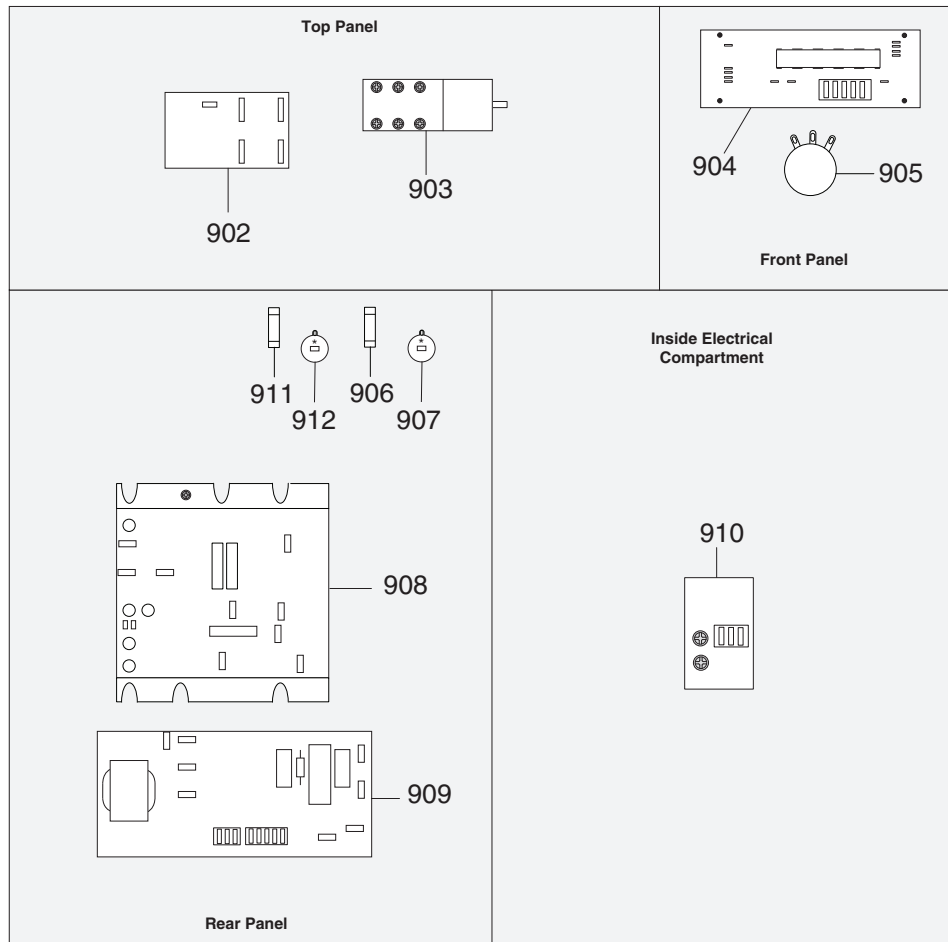 Top Panel
902
903
904
905
Front Panel
911
912
906
907
908
909
Rear Panel
Inside Electrical
Compartment
910